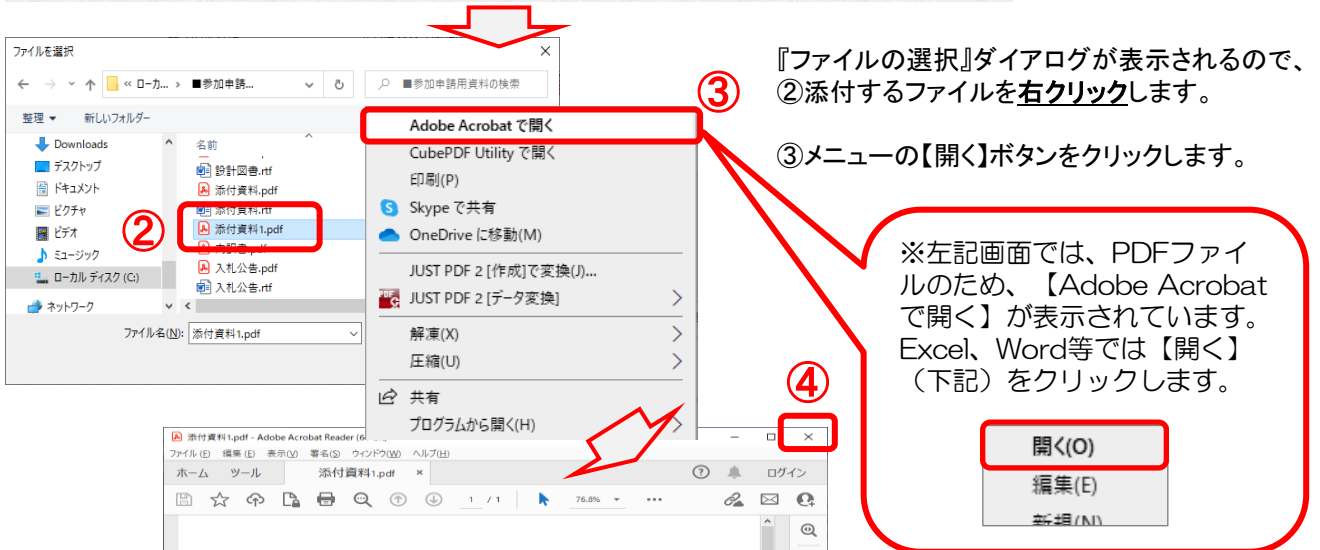 ファイルを選択
『ファイルの選択』ダイアログが表示されるので、
②添付するファイルを右クリックします。
③メニューの【開く】ボタンをクリックします。
« ローカ... › ■参加申請...
■参加申請用資料の検索
③
整理 ▾ 新しいフォルダー
Downloads
デスクトップ
ドキュメント
ピクチャ
ビデオ
ミュージック
ローカル ディスク (C:)
ネットワーク
②
名前
設計図書.rtf
添付資料.pdf
添付資料.rtf
添付資料1.pdf
入札公告.pdf
入札公告.rtf
ファイル名(N): 添付資料1.pdf
Adobe Acrobat で開く
CubePDF Utility で開く
印刷(P)
Skype で共有
OneDrive に移動(M)
JUST PDF 2 [作成]で変換(J)...
JUST PDF 2 [データ変換]
解凍(X)
圧縮(U)
共有
プログラムから開く(H)
※左記画面では、PDFファイ
ルのため、【Adobe Acrobat
で開く】が表示されています。
Excel、Word等では【開く】
（下記）をクリックします。
開く(O)
編集(E)
新規(N)
④
添付資料1.pdf - Adobe Acrobat Reader
ファイル(E) 編集(E) 表示(V) 署名(S) ウィンドウ(W) ヘルプ(H)
ホーム ツール 添付資料1.pdf × ログイン
1 / 1 76.8%